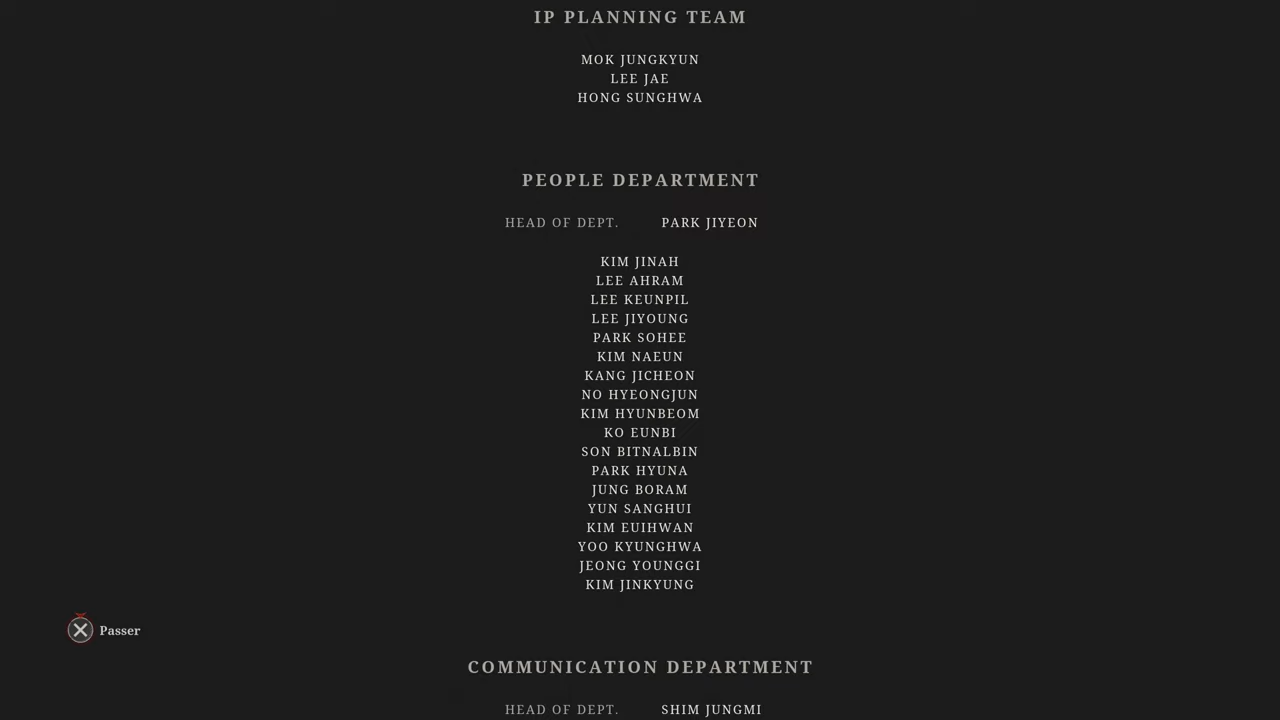 IP PLANNING TEAM
MOK JUNGKYUN
LEE JAE
HONG SUNGHWA
PEOPLE DEPARTMENT
HEAD OF DEPT. PARK JIYEON
KIM JINAH
LEE AHRAM
LEE KEUNPIL
LEE JIYOUNG
PARK SOHEE
KIM NAEUN
KANG JICHEON
NO HYEONGJUN
KIM HYUNBEOM
KO EUNBI
SON BITNALBIN
PARK HYUNA
JUNG BORAM
YUN SANGHUI
KIM EUIHWAN
YOO KYUNGHWA
JEONG YOUNGGI
KIM JINKYUNG
Passer
COMMUNICATION DEPARTMENT
HEAD OF DEPT. SHIM JUNGMI